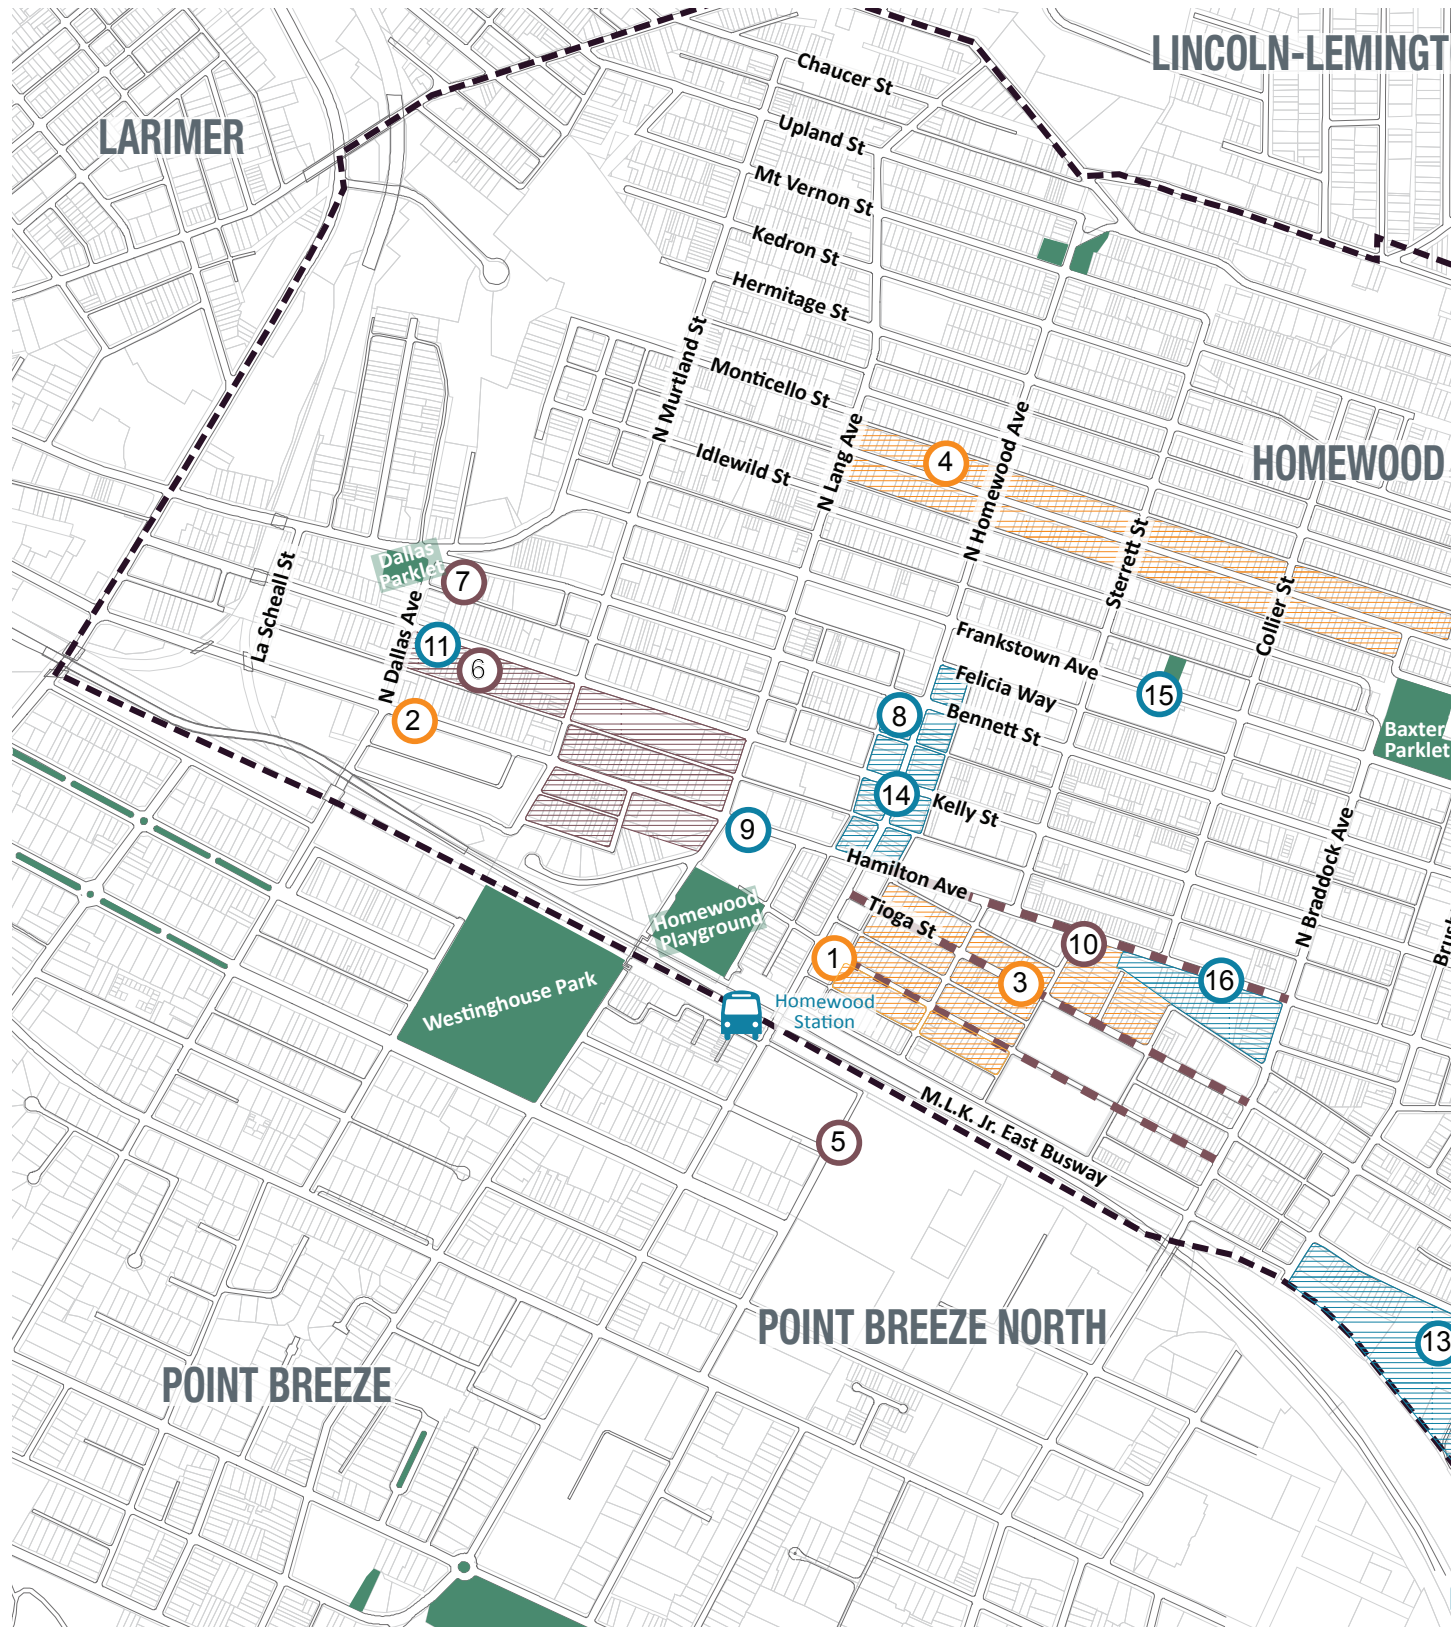 LINCOLN-LEMINGT
Chaucer St
LARIMER
Upland St
Mt Vernon St
Kedron St
Hermitage St
N Murtland St
Monticello St
N Lang Ave
N Homewood Ave
4
HOMEWOOD
Idlewild St
Sterrett St
Dallas
Parklet
7
La Scheall St
N Dallas Ave
Collier St
11
6
Frankstown Ave
Felicia Way
15
2
8
Bennett St
Baxter
Parklet
14
Kelly St
9
N Braddock Ave
Hamilton Ave
Homewood
Playground
Tioga St
Brus
10
1
3
16
Westinghouse Park
Homewood
Station
M.L.K. Jr. East Busway
5
POINT BREEZE NORTH
13
POINT BREEZE